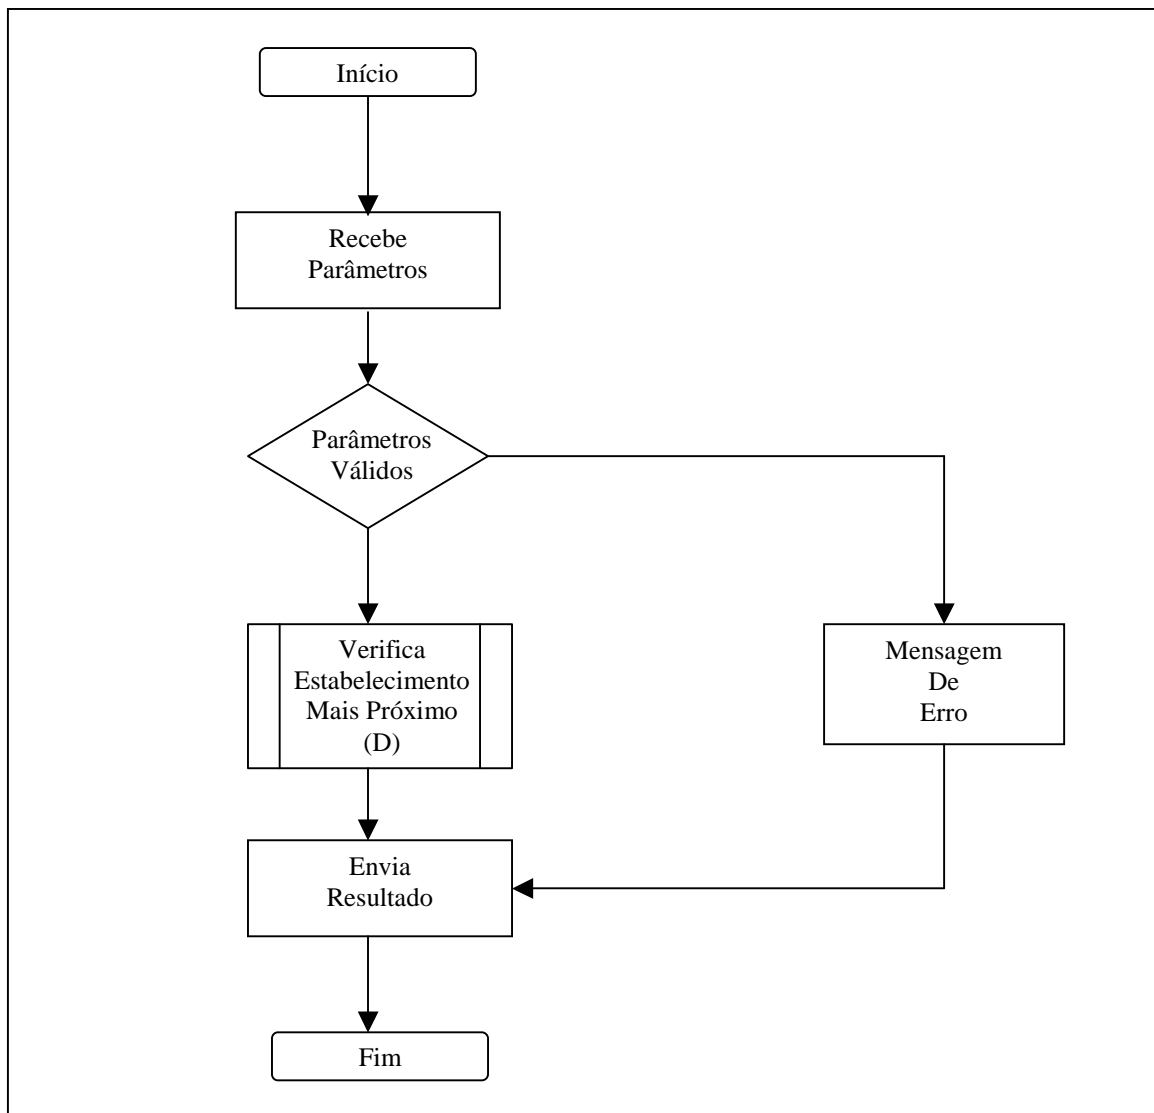 Início
Recebe
Parâmetros
Parâmetros
Válidos
Verifica
Estabelecimento
Mais Próximo
(D)
Mensagem
De
Erro
Envia
Resultado
Fim